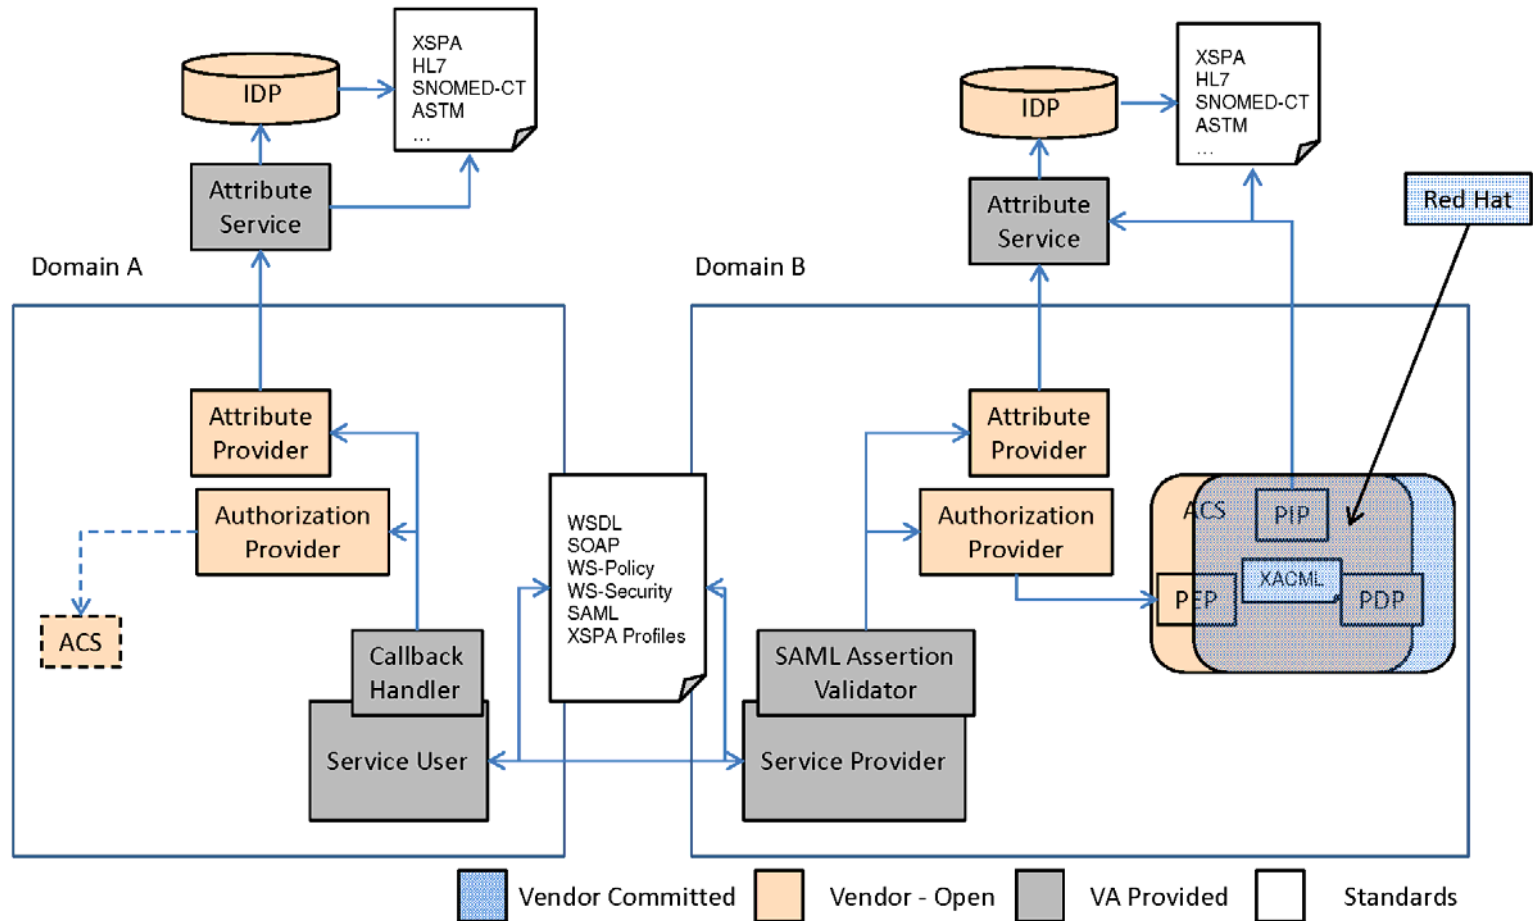 XSPA
HL7
SNOMED-CT
ASTM
...
IDP
Attribute
Service
Domain A
Attribute
Provider
Authorization
Provider
ACS
Callback
Handler
Service User
WSDL
SOAP
WS-Policy
WS-Security
SAML
XSPA Profiles
XSPA
HL7
SNOMED-CT
ASTM
...
IDP
Attribute
Service
Red Hat
Domain B
Attribute
Provider
Authorization
Provider
ACS
PIP
XACML
PEP
PDP
SAML Assertion
Validator
Service Provider
Vendor Committed
Vendor - Open
VA Provided
Standards